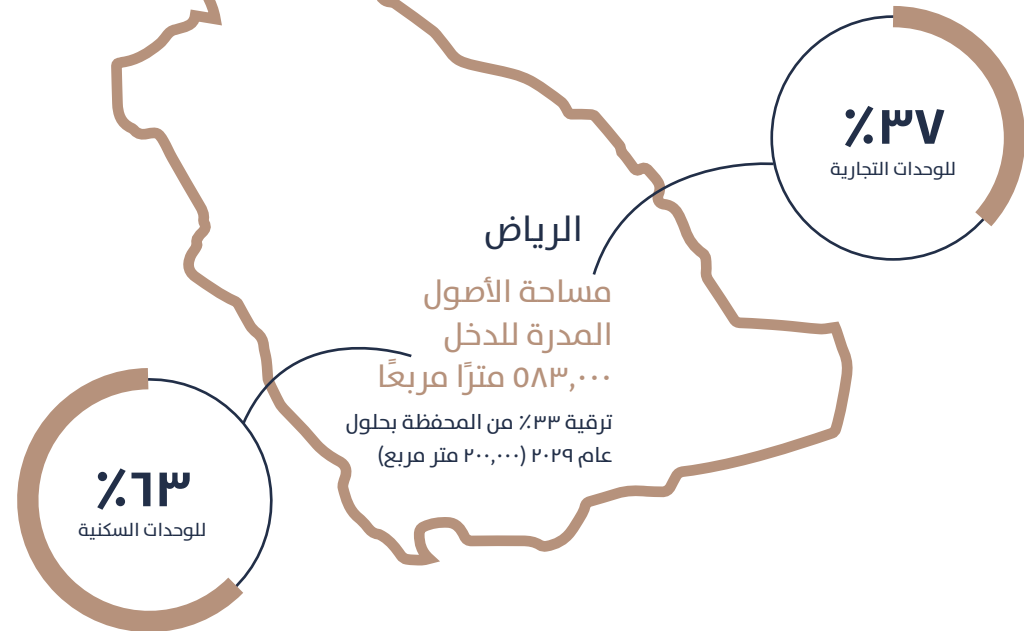 ٣٧٪
للوحدات التجارية
الرياض
مساحة الأصول
المدرة للدخل
٥٨٣,٠٠٠ مترًا مربعًا
ترقية ٣٣٪ من المحفظة بحلول
عام ٢٠٢٩ (٢٠٠,٠٠٠ متر مربع)
٦٣٪
للوحدات السكنية